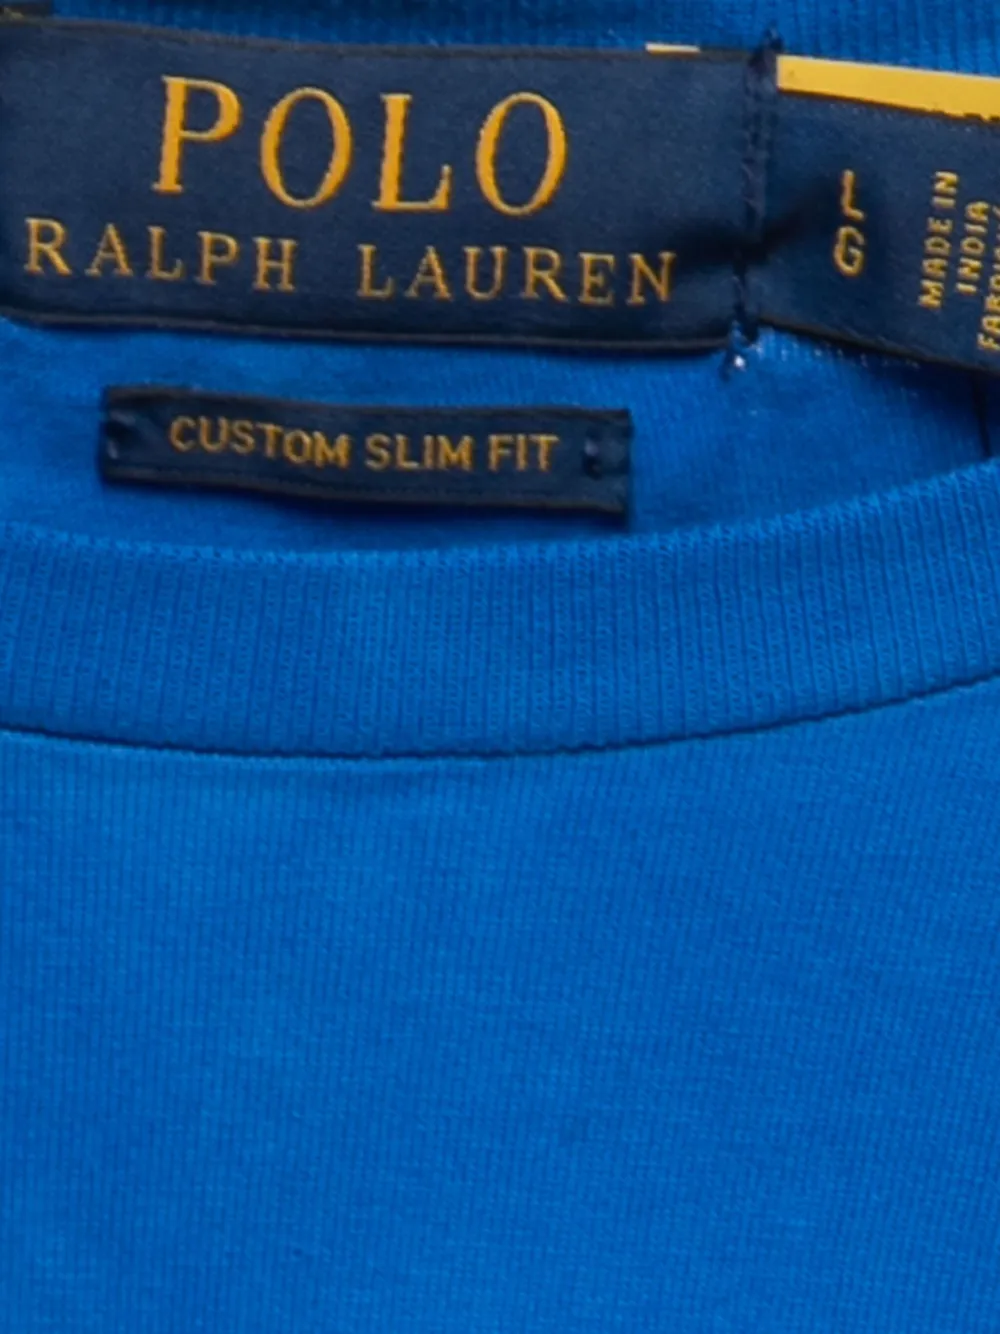 POLO
RALPH LAUREN
L
G
MADE IN
INDIA
CUSTOM SLIM FIT